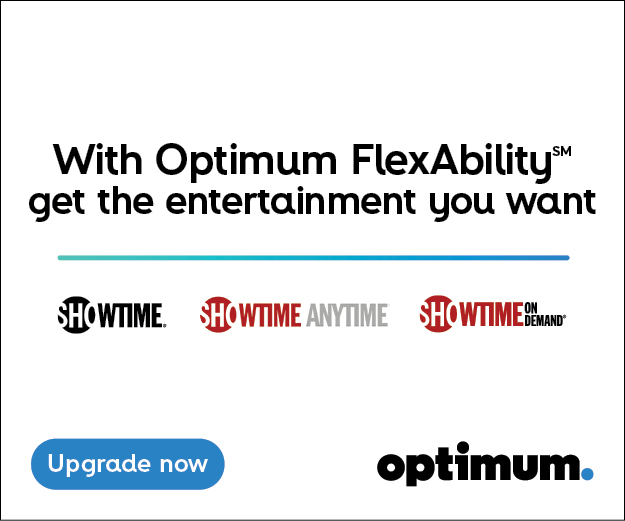 With Optimum FlexAbility℠
get the entertainment you want
SHOWTIME® SHOWTIME ANYTIME SHOWTIME ON DEMAND®
Upgrade now optimum.